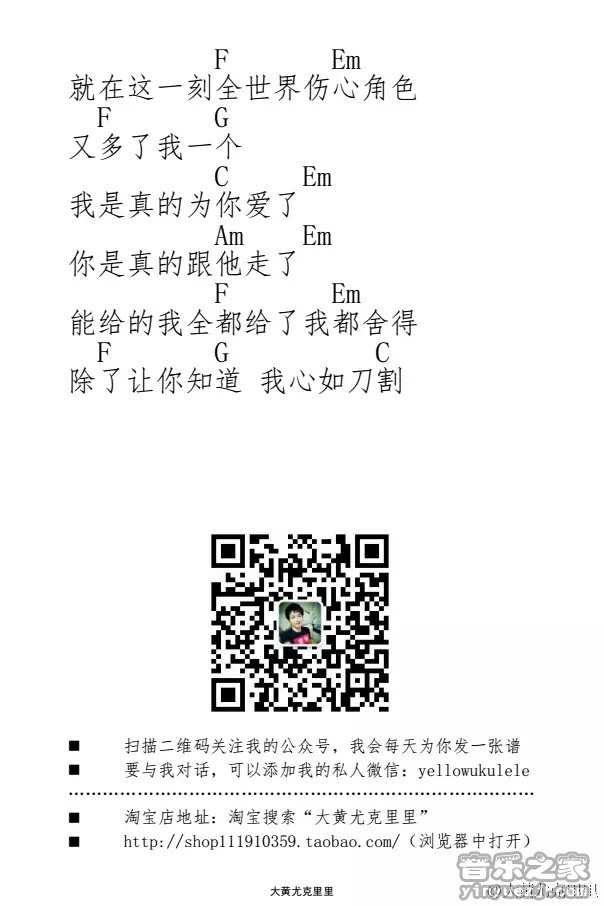 F Em
就在这一刻全世界伤心角色
F G
又多了我一个
C Em
我是真的为你爱了
Am Em
你是真的跟他走了
F Em
能给的我全都给了我都舍得
F G C
除了让你知道 我心如刀割
■ 扫描二维码关注我的公众号，我会每天为你发一张谱
■ 要与我对话，可以添加我的私人微信：yellowukulele
■ 淘宝店地址：淘宝搜索“大黄尤克里里”
■ http://shop111910359.taobao.com/（浏览器中打开）
音乐之家
大黄尤克里里